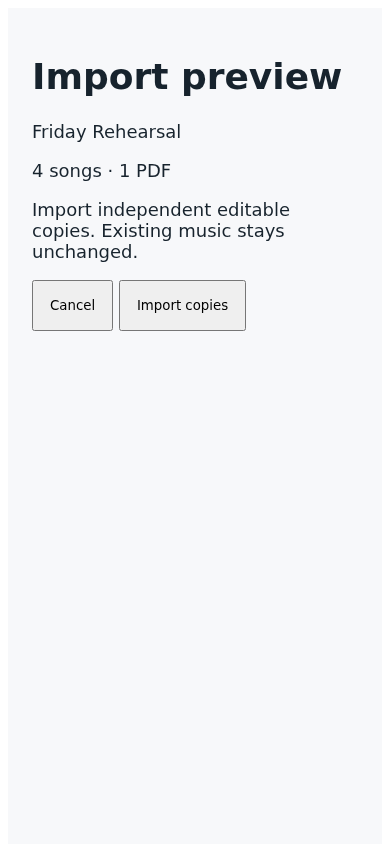 Import preview
Friday Rehearsal
4 songs · 1 PDF
Import independent editable
copies. Existing music stays
unchanged.
Cancel
Import copies